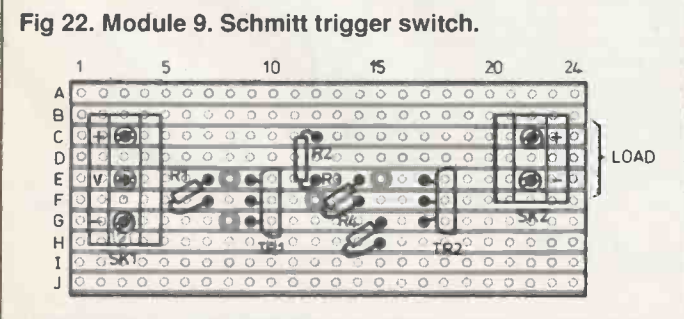 Fig 22. Module 9. Schmitt trigger switch.
1 5 10 15 20 24
A
B
C + R2 +
D LOAD
E V R1 R3 -
F
G - R4 SK2
H TR1 TR2
I SK1
J